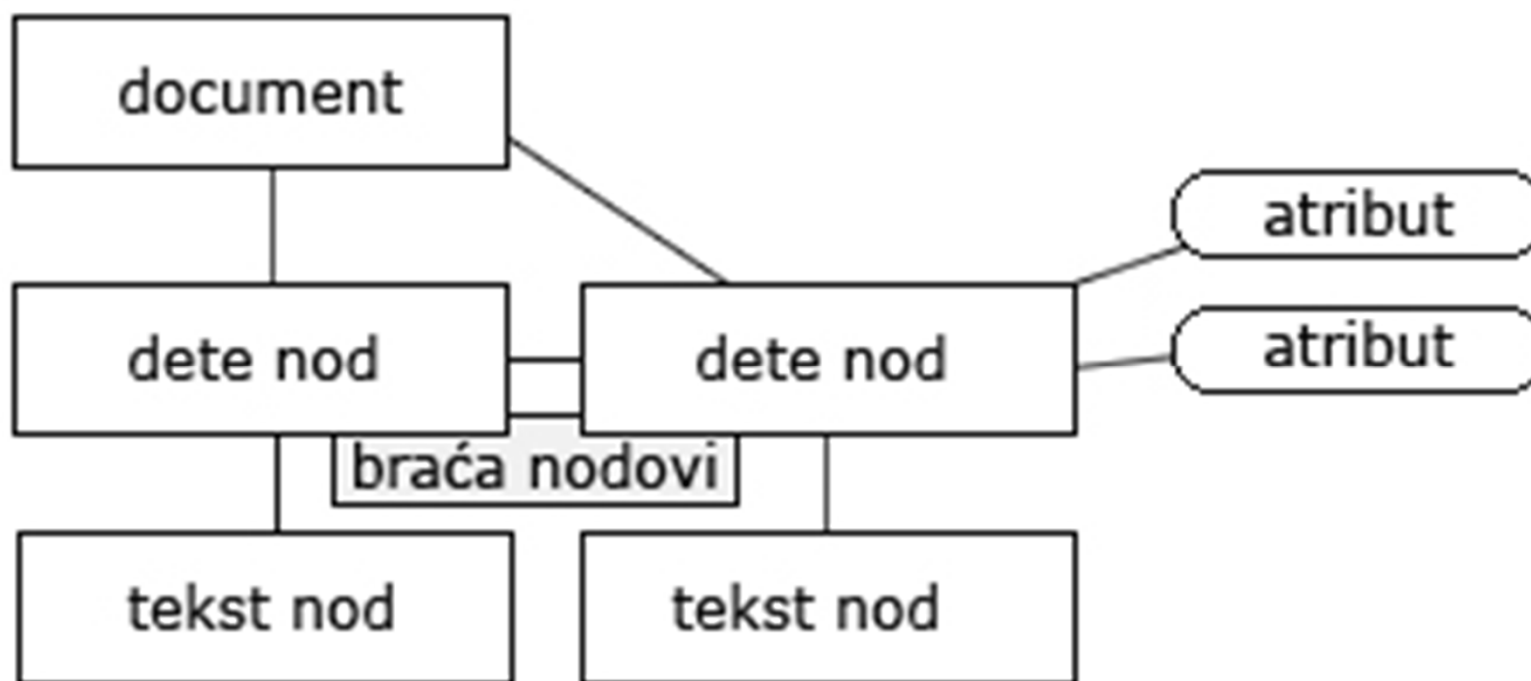 document
atribut
dete nod
dete nod
atribut
braća nodovi
tekst nod
tekst nod